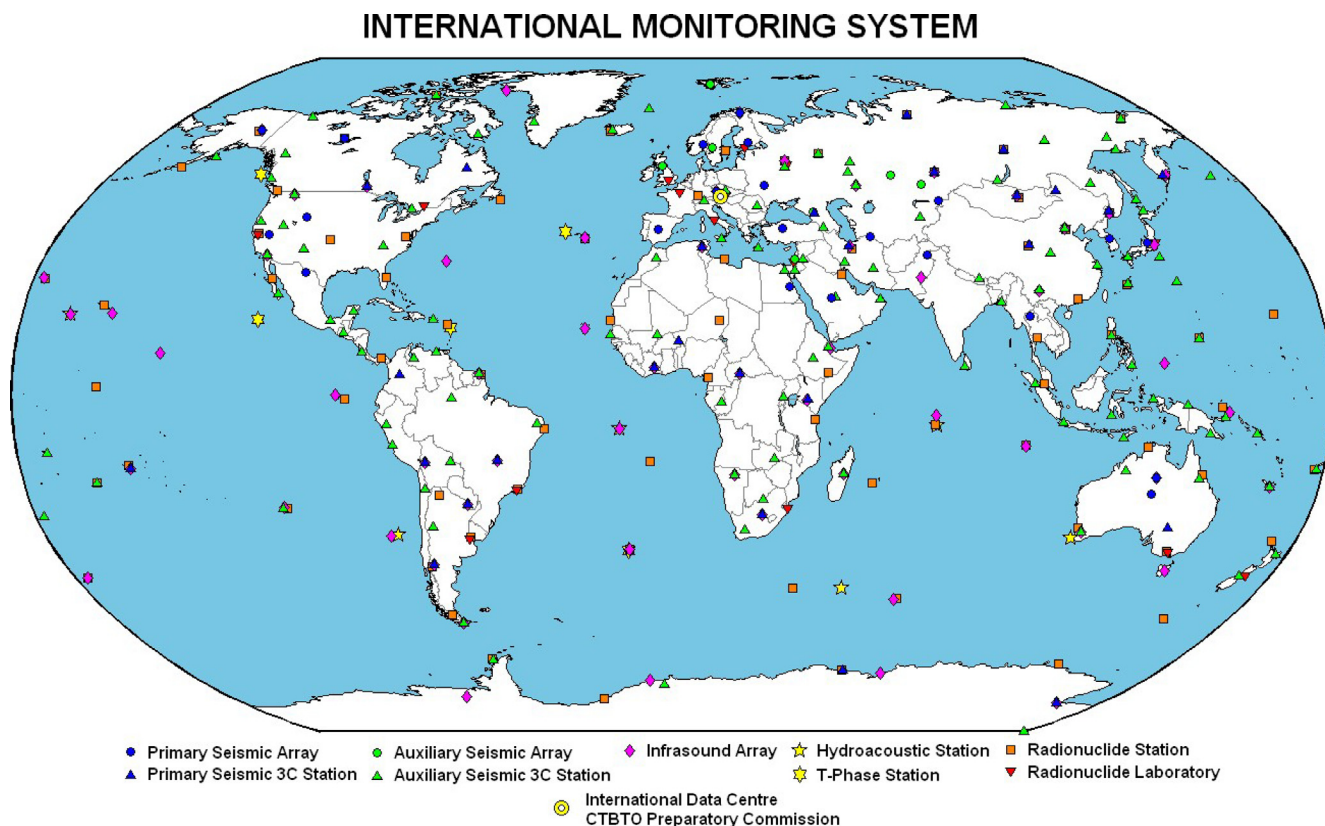 INTERNATIONAL MONITORING SYSTEM
Primary Seismic Array
Auxiliary Seismic Array
Infrasound Array
Hydroacoustic Station
Radionuclide Station
Primary Seismic 3C Station
Auxiliary Seismic 3C Station
T-Phase Station
Radionuclide Laboratory
International Data Centre
CTBTO Preparatory Commission